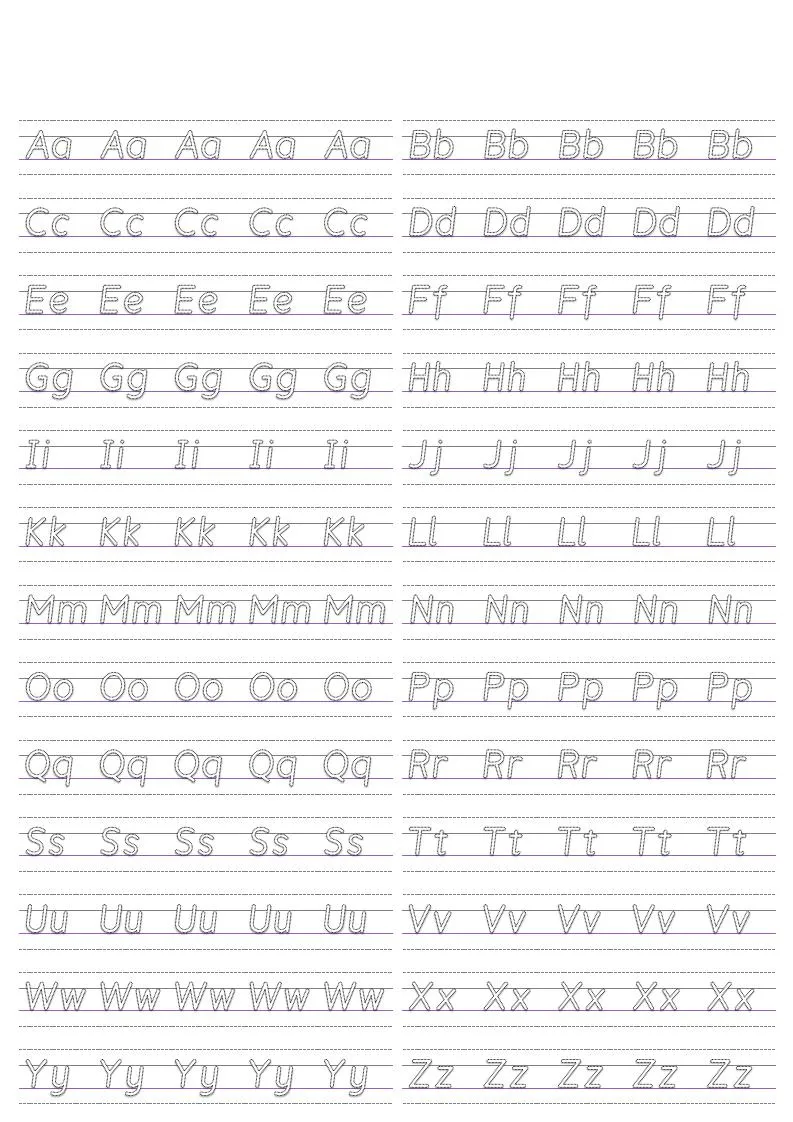 Aa Aa Aa Aa Aa Bb Bb Bb Bb Bb
Cc Cc Cc Cc Cc Dd Dd Dd Dd Dd
Ee Ee Ee Ee Ee Ff Ff Ff Ff Ff
Gg Gg Gg Gg Gg Hh Hh Hh Hh Hh
Ii Ii Ii Ii Ii Jj Jj Jj Jj Jj
Kk Kk Kk Kk Kk Ll Ll Ll Ll Ll
Mm Mm Mm Mm Mm Nn Nn Nn Nn Nn
Oo Oo Oo Oo Oo Pp Pp Pp Pp Pp
Qq Qq Qq Qq Qq Rr Rr Rr Rr Rr
Ss Ss Ss Ss Ss Tt Tt Tt Tt Tt
Uu Uu Uu Uu Uu Vv Vv Vv Vv Vv
Ww Ww Ww Ww Ww Xx Xx Xx Xx Xx
Yy Yy Yy Yy Yy Zz Zz Zz Zz Zz